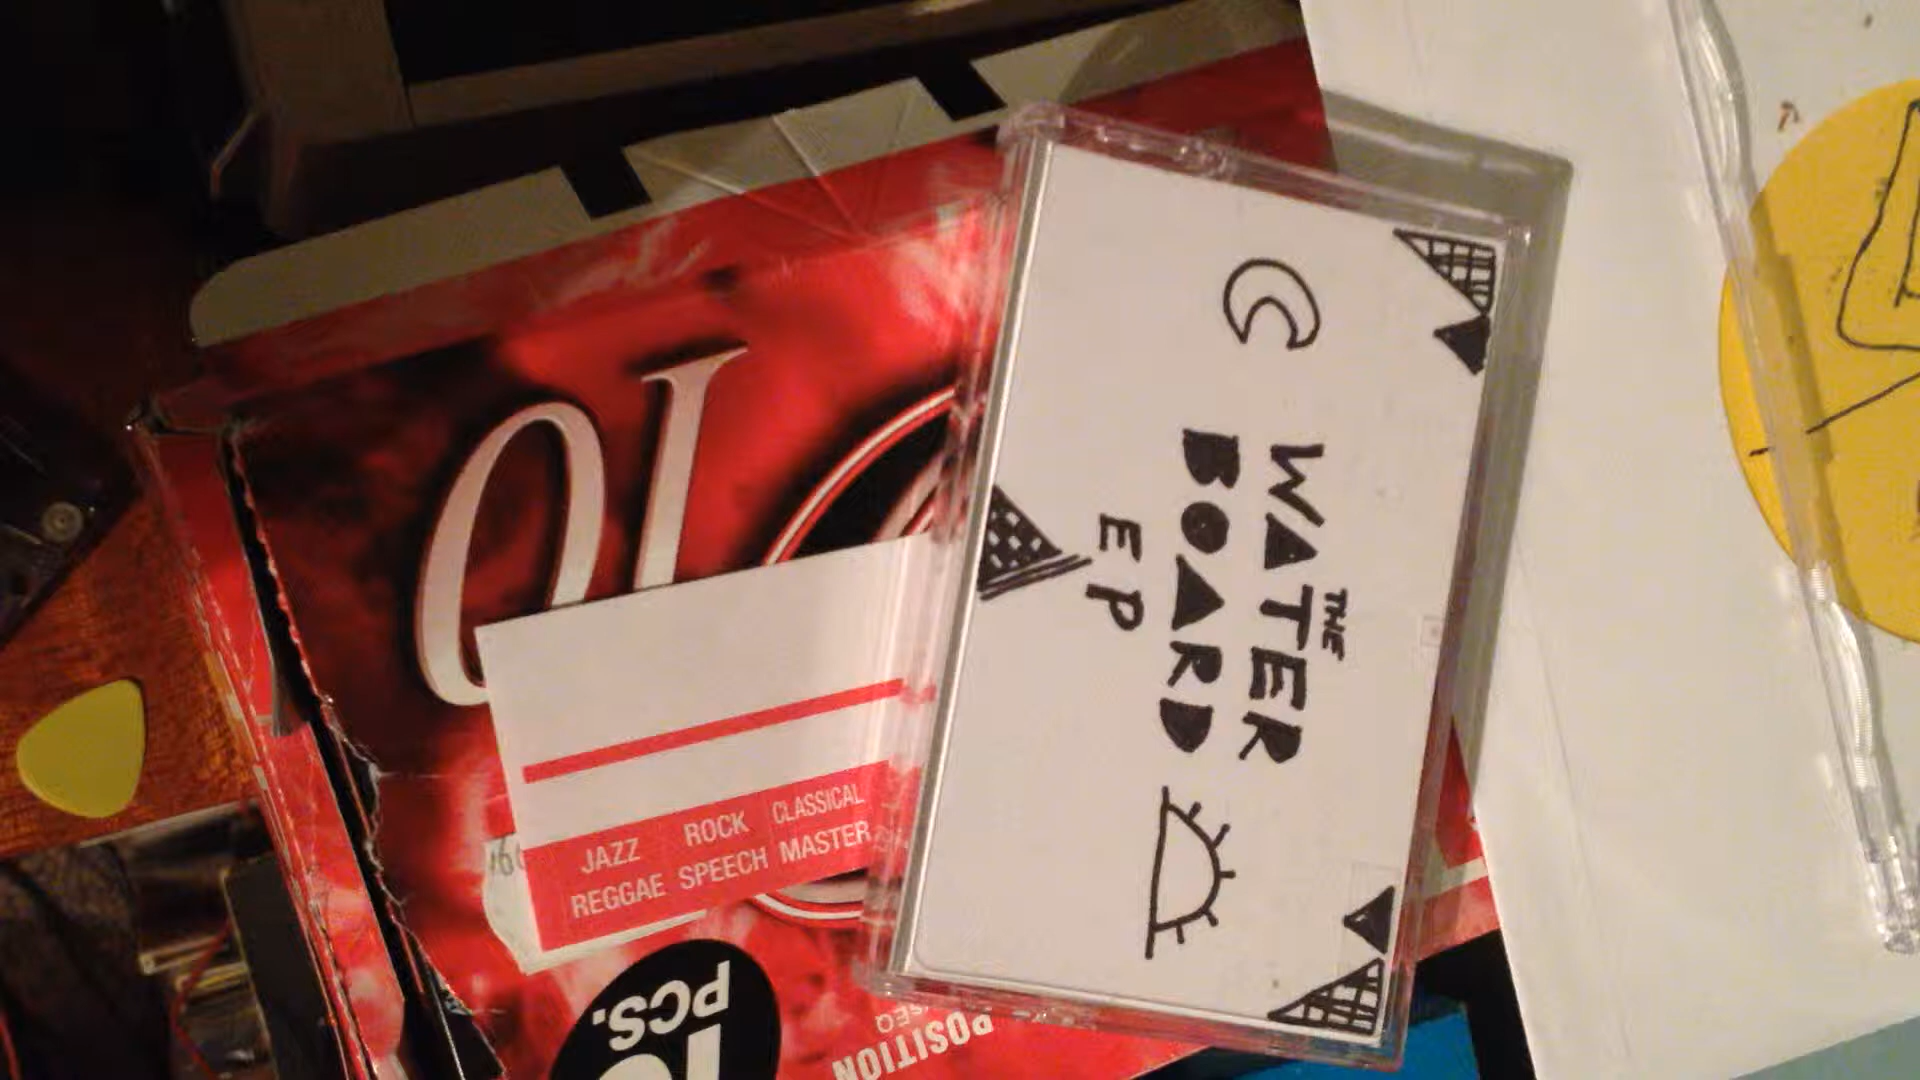 THE
WATER
BOARD
EP
JAZZ ROCK CLASSICAL
REGGAE SPEECH MASTER
PCS.
POSITION